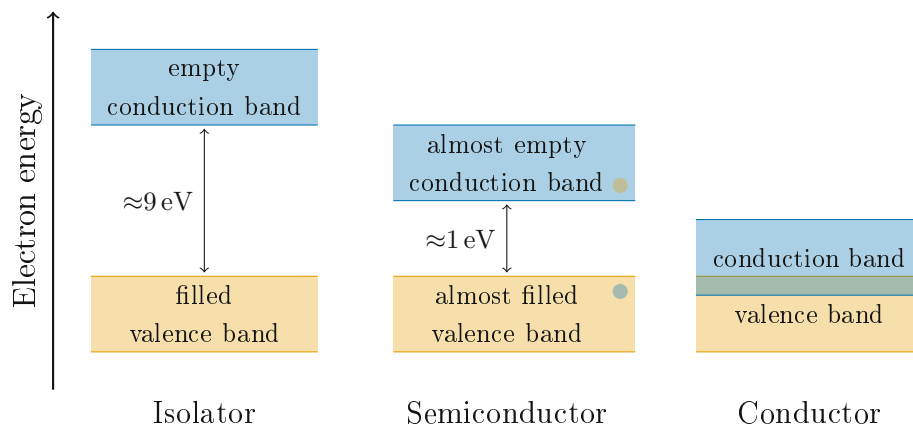 Electron energy
empty
conduction band
≈9 eV
filled
valence band
Isolator
almost empty
conduction band
≈1 eV
almost filled
valence band
Semiconductor
conduction band
valence band
Conductor